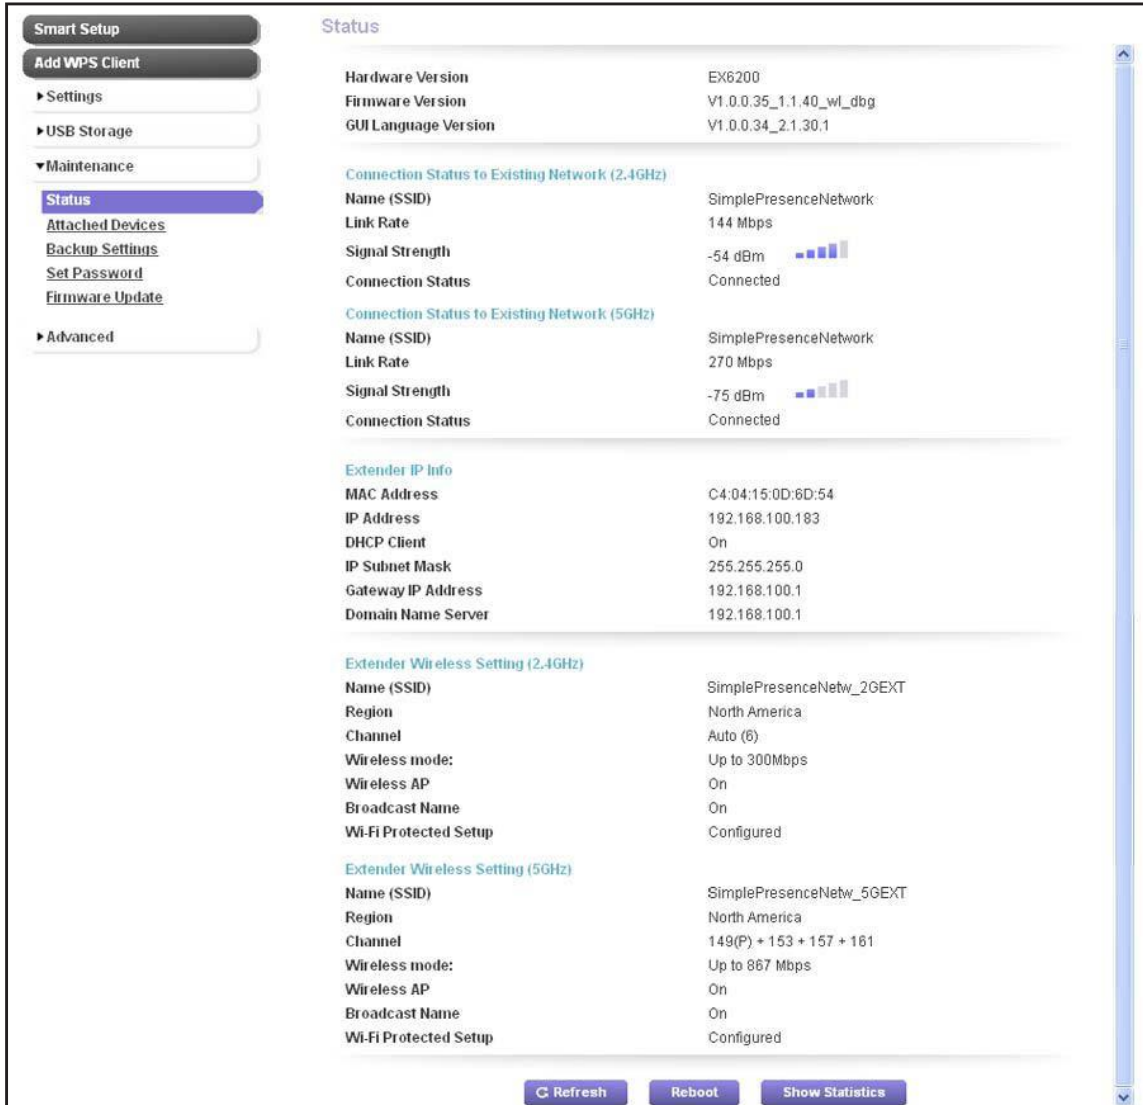 Smart Setup
Add WPS Client
Settings
USB Storage
Maintenance
Status
Attached Devices
Backup Settings
Set Password
Firmware Update
Advanced
Status
Hardware Version EX6200
Firmware Version V1.0.0.35_1.1.40_wl_dbg
GUI Language Version V1.0.0.34_2.1.30.1
Connection Status to Existing Network (2.4GHz)
Name (SSID) SimplePresenceNetwork
Link Rate 144 Mbps
Signal Strength -54 dBm
Connection Status Connected
Connection Status to Existing Network (5GHz)
Name (SSID) SimplePresenceNetwork
Link Rate 270 Mbps
Signal Strength -75 dBm
Connection Status Connected
Extender IP Info
MAC Address C4:04:15:0D:6D:54
IP Address 192.168.100.183
DHCP Client On
IP Subnet Mask 255.255.255.0
Gateway IP Address 192.168.100.1
Domain Name Server 192.168.100.1
Extender Wireless Setting (2.4GHz)
Name (SSID) SimplePresenceNetw_2GEXT
Region North America
Channel Auto (6)
Wireless mode: Up to 300Mbps
Wireless AP On
Broadcast Name On
Wi-Fi Protected Setup Configured
Extender Wireless Setting (5GHz)
Name (SSID) SimplePresenceNetw_5GEXT
Region North America
Channel 149(P) + 153 + 157 + 161
Wireless mode: Up to 867 Mbps
Wireless AP On
Broadcast Name On
Wi-Fi Protected Setup Configured
Refresh Reboot Show Statistics